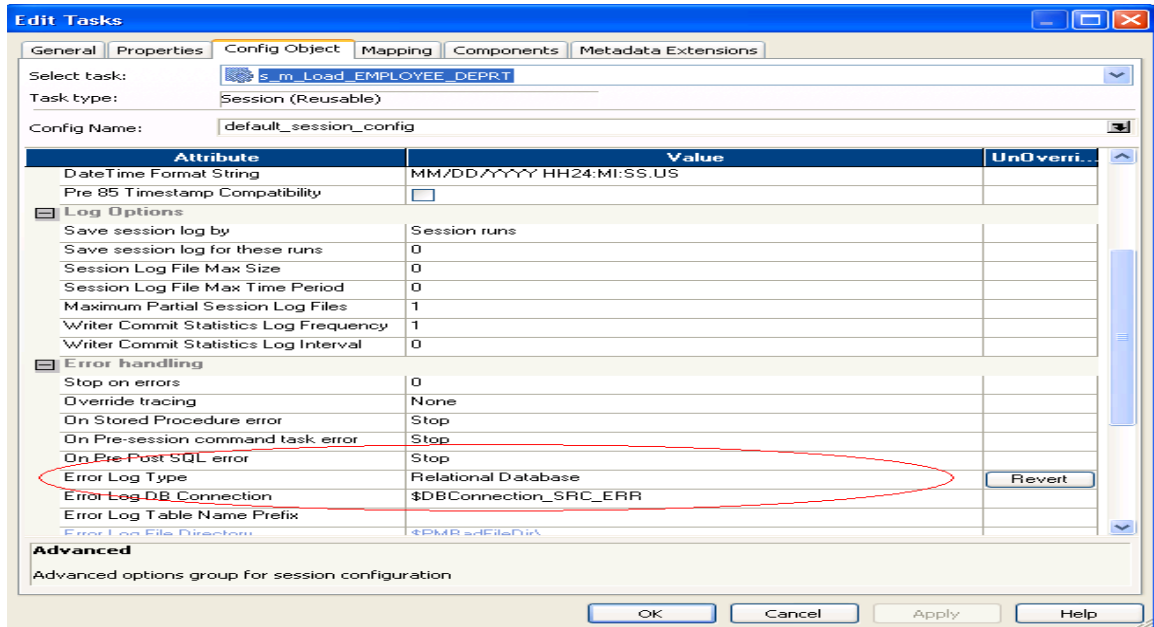 Edit Tasks
General Properties Config Object Mapping Components Metadata Extensions
Select task: s_m_Load_EMPLOYEE_DEPRT
Task type: Session (Reusable)
Config Name: default_session_config
Attribute Value UnOverri...
DateTime Format String MM/DD/YYYY HH24:MI:SS.US
Pre 85 Timestamp Compatibility
Log Options
Save session log by Session runs
Save session log for these runs 0
Session Log File Max Size 0
Session Log File Max Time Period 0
Maximum Partial Session Log Files 1
Writer Commit Statistics Log Frequency 1
Writer Commit Statistics Log Interval 0
Error handling
Stop on errors 0
Override tracing None
On Stored Procedure error Stop
On Pre-session command task error Stop
On Pre-Post SQL error Stop
Error Log Type Relational Database Revert
Error Log DB Connection $DBConnection_SRC_ERR
Error Log Table Name Prefix
Error Log File Directory $PMBadFileDir\
Advanced
Advanced options group for session configuration
OK Cancel Apply Help